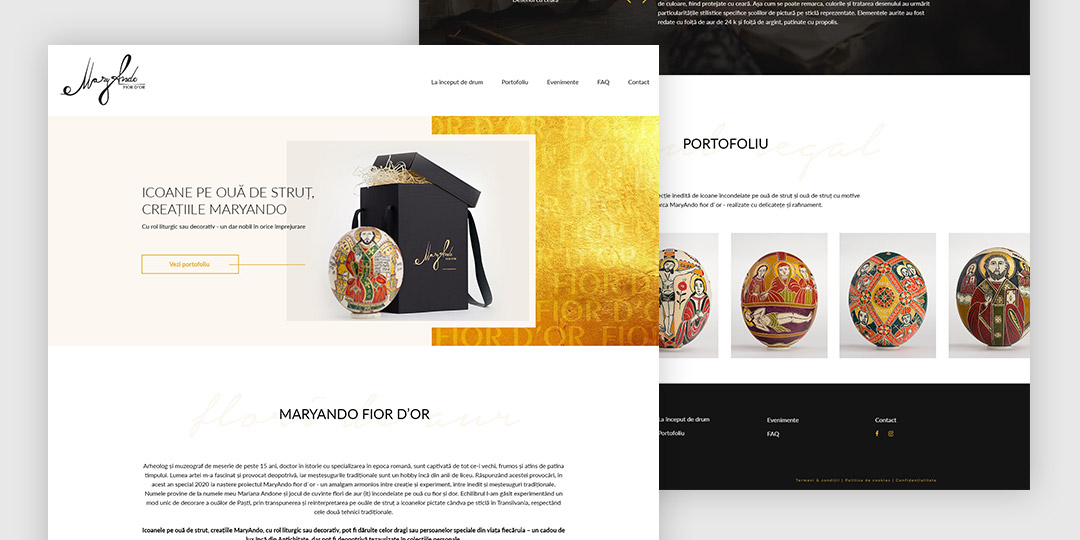 Desenul cu ceară
de culoare, fiind protejate cu ceară. Așa cum se poate remarca, culorile și tratarea desenului au urmărit
particularitățile stilistice specifice școlilor de pictură pe sticlă reprezentate. Elementele aurite au fost
redate cu foiță de aur de 24 k și foiță de argint, patinate cu propolis.
MaryAndo
FIOR D'OR
La început de drum
Portofoliu
Evenimente
FAQ
Contact
ICOANE PE OUĂ DE STRUȚ,
CREAȚIILE MARYANDO
Cu rol liturgic sau decorativ - un dar nobil în orice împrejurare
Vezi portofoliu
MaryAndo
FIOR D'OR
FIOR D'OR
FIOR D'OR FIOR
PORTOFOLIU
regal
ecție inedită de icoane încondeiate pe ouă de struț și ouă de struț cu motive
arca MaryAndo fior d`or - realizate cu delicatețe și rafinament.
MARYANDO FIOR D'OR
flori de aur
Arheolog și muzeograf de meserie de peste 15 ani, doctor în istorie cu specializarea în epoca romană, sunt captivată de tot ce-i vechi, frumos și atins de patina
timpului. Lumea artei m-a fascinat și provocat deopotrivă, iar meșteșugurile tradiționale sunt un hobby încă din anii de liceu. Răspunzând acestei provocări, în
acest an special 2020 ia naștere proiectul MaryAndo fior d`or - un amalgam armonios între creație și experiment, între inedit si meșteșuguri tradiționale.
Numele provine de la numele meu Mariana Andone și jocul de cuvinte fiori de aur (it) încondeiate pe ouă cu fior și dor. Echilibrul l-am găsit experimentând un
mod unic de decorare a ouălor de Paști, prin transpunerea și reinterpretarea pe ouăle de struț a icoanelor pictate cândva pe sticlă în Transilvania, respectând
cele două tehnici tradiționale.
Icoanele pe ouă de struț, creațiile MaryAndo, cu rol liturgic sau decorativ, pot fi dăruite celor dragi sau persoanelor speciale din viața fiecăruia – un cadou de
lux încă din Antichitate, dar pot fi deopotrivă tezaurizate în colecțiile personale.
La început de drum
Portofoliu
Evenimente
FAQ
Contact
Termeni & condiții | Politica de cookies | Confidențialitate